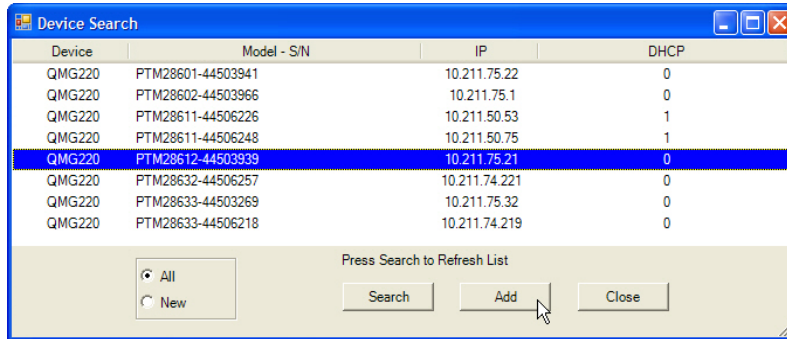 Device Search
Device Model - S/N IP DHCP
QMG220 PTM28601-44503941 10.211.75.22 0
QMG220 PTM28602-44503966 10.211.75.1 0
QMG220 PTM28611-44506226 10.211.50.53 1
QMG220 PTM28611-44506248 10.211.50.75 1
QMG220 PTM28612-44503939 10.211.75.21 0
QMG220 PTM28632-44506257 10.211.74.221 0
QMG220 PTM28633-44503269 10.211.75.32 0
QMG220 PTM28633-44506218 10.211.74.219 0
Press Search to Refresh List
All
New
Search Add Close